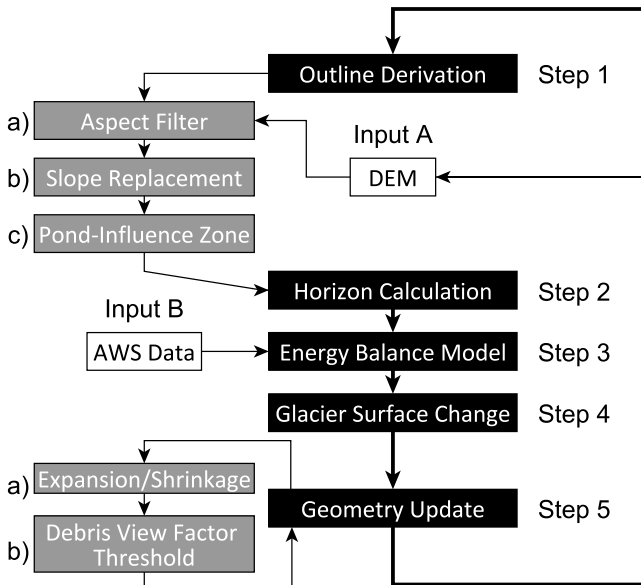 Outline Derivation
Step 1
a)
Aspect Filter
Input A
DEM
b)
Slope Replacement
c)
Pond-Influence Zone
Horizon Calculation
Step 2
Input B
AWS Data
Energy Balance Model
Step 3
Glacier Surface Change
Step 4
a)
Expansion/Shrinkage
Geometry Update
Step 5
b)
Debris View Factor
Threshold